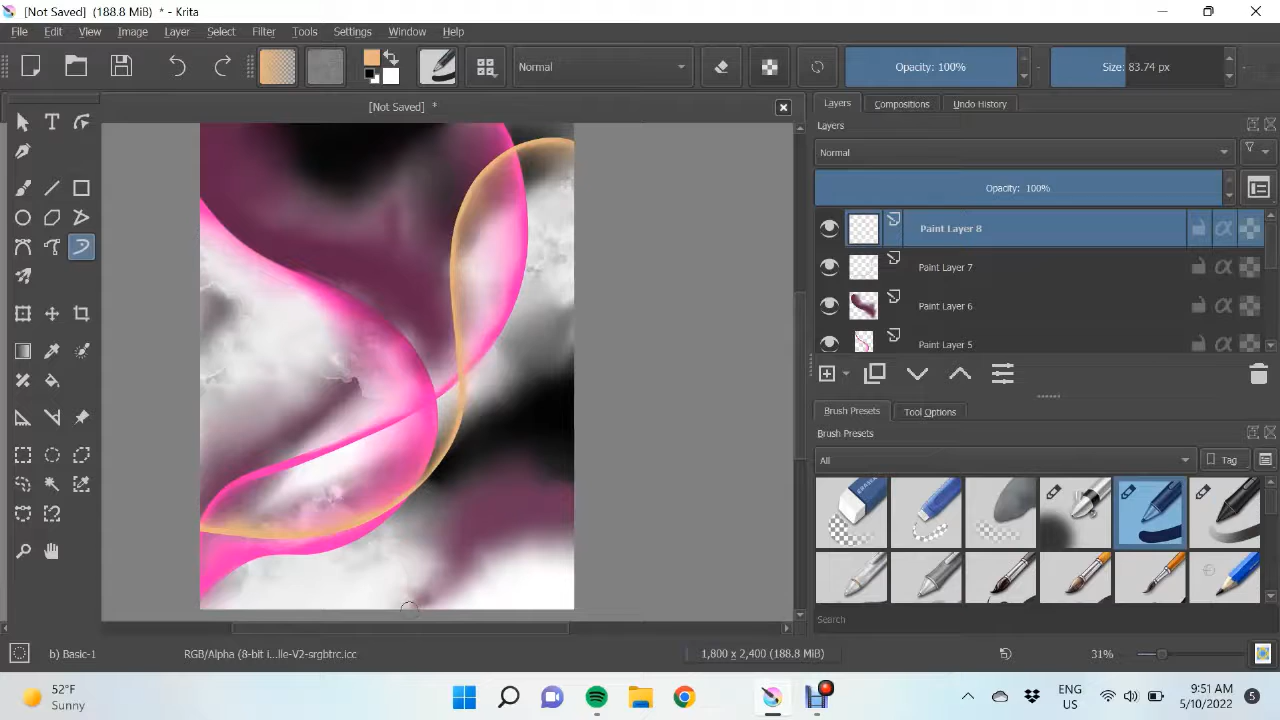 [Not Saved]  (188.8 MiB)  * - Krita
File Edit View Image Layer Select Filter Tools Settings Window Help
Normal Opacity: 100% Size: 83.74 px
[Not Saved] *
Layers Compositions Undo History
Layers
Normal
Opacity: 100%
Paint Layer 8
Paint Layer 7
Paint Layer 6
Paint Layer 5
Brush Presets Tool Options
Brush Presets
All Tag
Search
b) Basic-1 RGB/Alpha (8-bit i...lle-V2-srgbtrc.icc 1,800 x 2,400 (188.8 MiB) 31%
52°F
Sunny
ENG
US
9:51 AM
5/10/2022
5